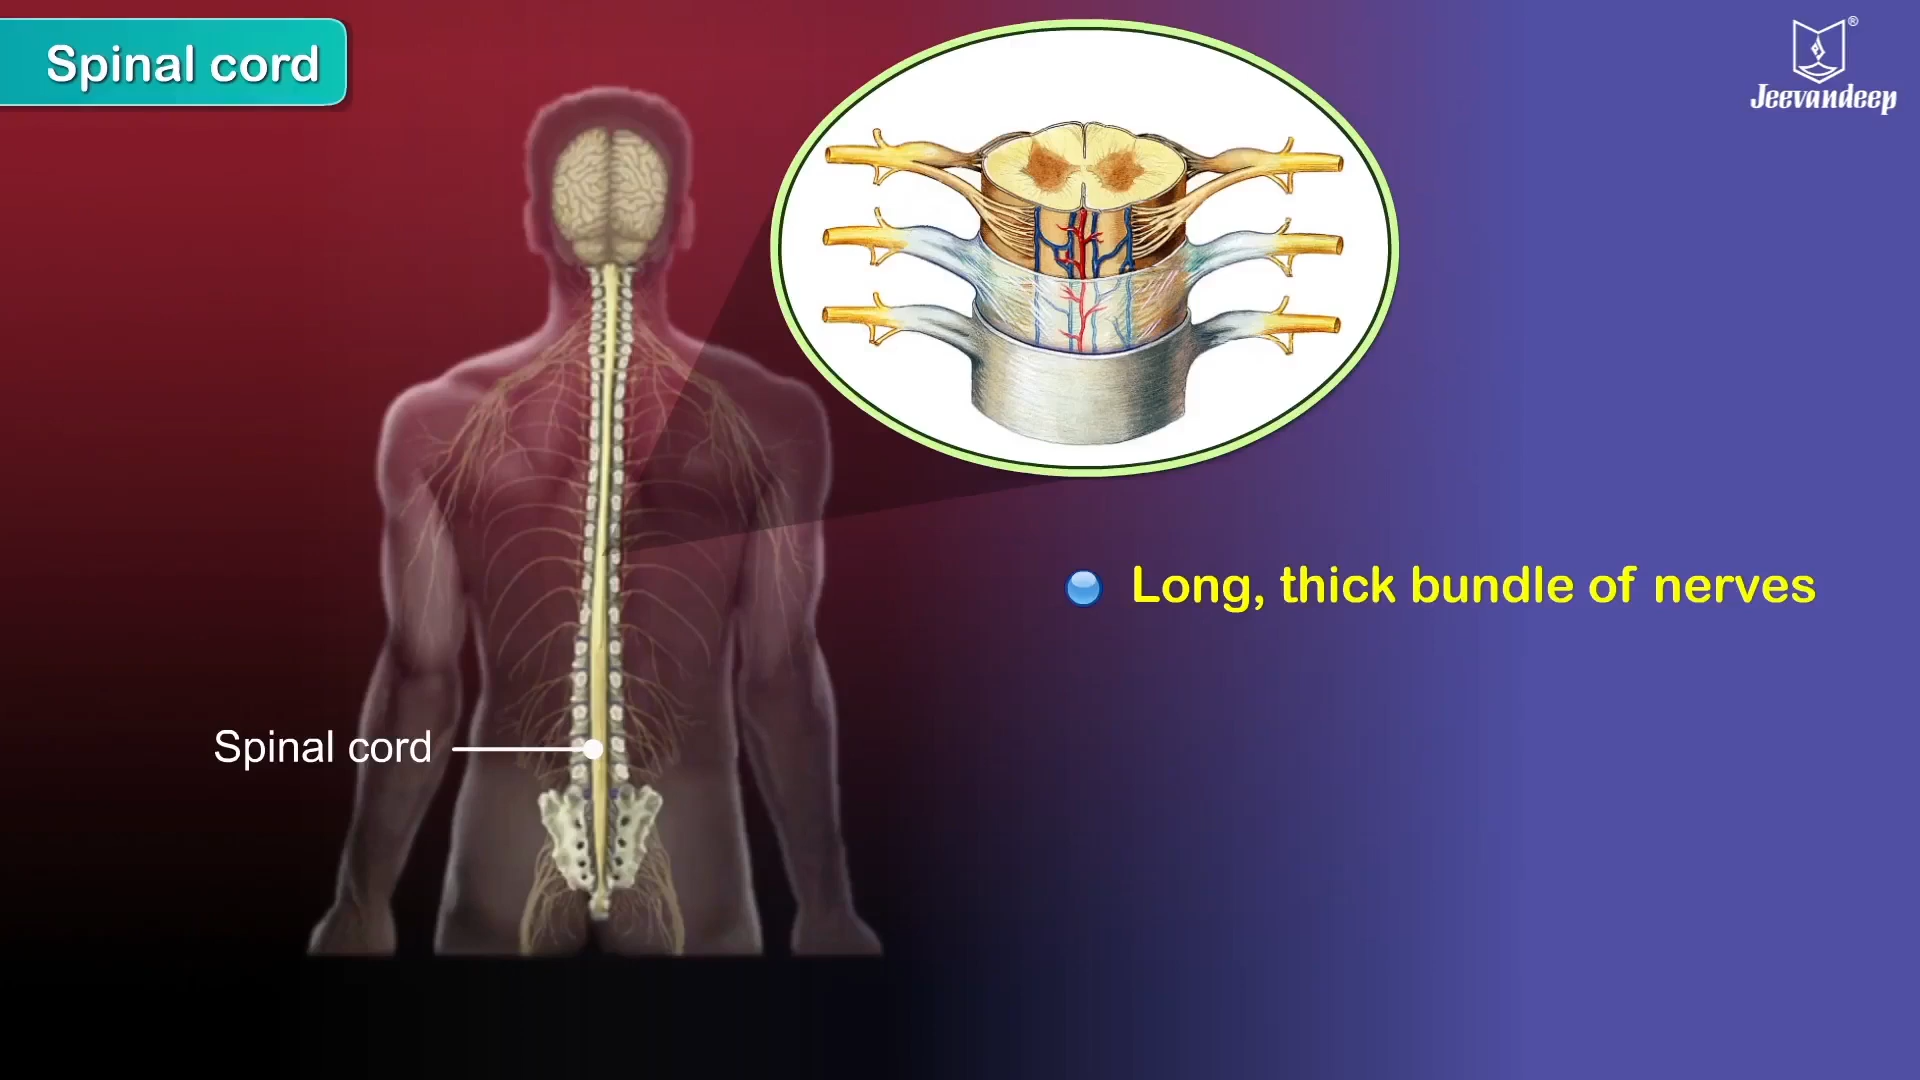 Spinal cord
®
Jeevandeep
Long, thick bundle of nerves
Spinal cord